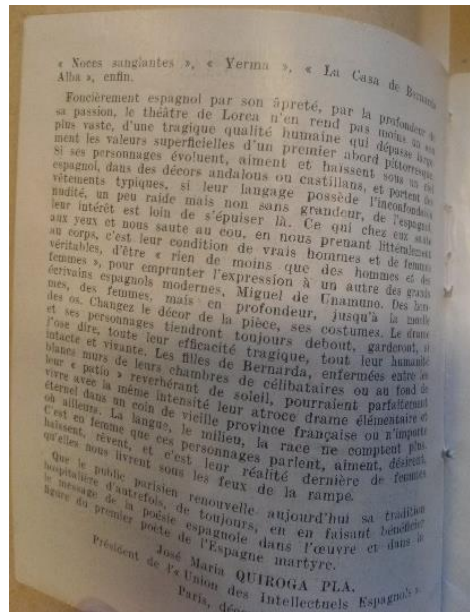 « Noces sanglantes », « Yerma », « La Casa de Bernarda
Alba », enfin.
Foncièrement espagnol par son âpreté, par la profondeur de
sa passion, le théâtre de Lorca n'en rend pas moins un son
plus vaste, d'une tragique qualité humaine qui dépasse
ment les valeurs superficielles d'un premier abord pittoresque.
Si ses personnages évoluent, aiment et haïssent sous un ciel
espagnol, dans des décors andalous ou castillans, et portent des
vêtements typiques, si leur langage possède l'inconfondable
nudité, un peu raide mais non sans grandeur, de l'espagnol,
leur intérêt est loin de s'épuiser là. Ce qui chez eux saute
aux yeux et nous saute au cou, en nous prenant littéralement
au corps, c'est leur condition de vrais hommes et de femmes
véritables, d'être « rien de moins que des hommes et des
femmes », pour emprunter l'expression à un autre des grands
écrivains espagnols modernes, Miguel de Unamuno. Des hom-
mes, des femmes, mais en profondeur, jusqu'à la moelle
des os. Changez le décor de la pièce, ses costumes. Le drame
et ses personnages tiendront toujours debout, garderont, si
j'ose dire, toute leur efficacité tragique, tout leur humanité
intacte et vivante. Les filles de Bernarda, enfermées entre les
blancs murs de leurs chambres de célibataires ou au fond de
leur « patio » reverbérant de soleil, pourraient parfaitement
vivre avec la même intensité leur atroce drame élémentaire et
éternel dans un coin de vieille province française ou n'importe
où ailleurs. La langue, le milieu, la race ne comptent plus.
C'est en femme que ces personnages parlent, aiment, désirent,
haïssent, rêvent, et c'est leur réalité dernière de femmes
qu'elles nous livrent sous les feux de la rampe.
Que le public parisien renouvelle aujourd'hui sa tradition
hospitalière d'autrefois, de toujours, en en faisant bénéficier
le message de la poésie espagnole dans l'œuvre et dans la
figure du premier poète de l'Espagne martyre.
José María QUIROGA PLA,
Président de l'« Union des Intellectuels Espagnols ».
Paris,